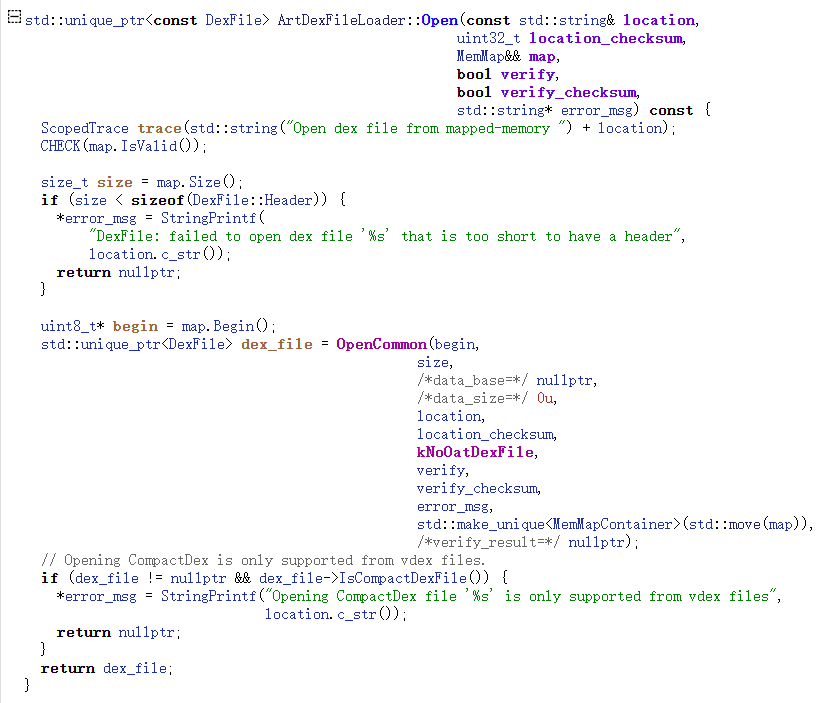 std::unique_ptr<const DexFile> ArtDexFileLoader::Open(const std::string& location,
                                                      uint32_t location_checksum,
                                                      MemMap&& map,
                                                      bool verify,
                                                      bool verify_checksum,
                                                      std::string* error_msg) const {
  ScopedTrace trace(std::string("Open dex file from mapped-memory ") + location);
  CHECK(map.IsValid());
  size_t size = map.Size();
  if (size < sizeof(DexFile::Header)) {
    *error_msg = StringPrintf(
        "DexFile: failed to open dex file '%s' that is too short to have a header",
        location.c_str());
    return nullptr;
  }
  uint8_t* begin = map.Begin();
  std::unique_ptr<DexFile> dex_file = OpenCommon(begin,
                                                 size,
                                                 /*data_base=*/ nullptr,
                                                 /*data_size=*/ 0u,
                                                 location,
                                                 location_checksum,
                                                 kNoOatDexFile,
                                                 verify,
                                                 verify_checksum,
                                                 error_msg,
                                                 std::make_unique<MemMapContainer>(std::move(map)),
                                                 /*verify_result=*/ nullptr);
  // Opening CompactDex is only supported from vdex files.
  if (dex_file != nullptr && dex_file->IsCompactDexFile()) {
    *error_msg = StringPrintf("Opening CompactDex file '%s' is only supported from vdex files",
                              location.c_str());
    return nullptr;
  }
  return dex_file;
}